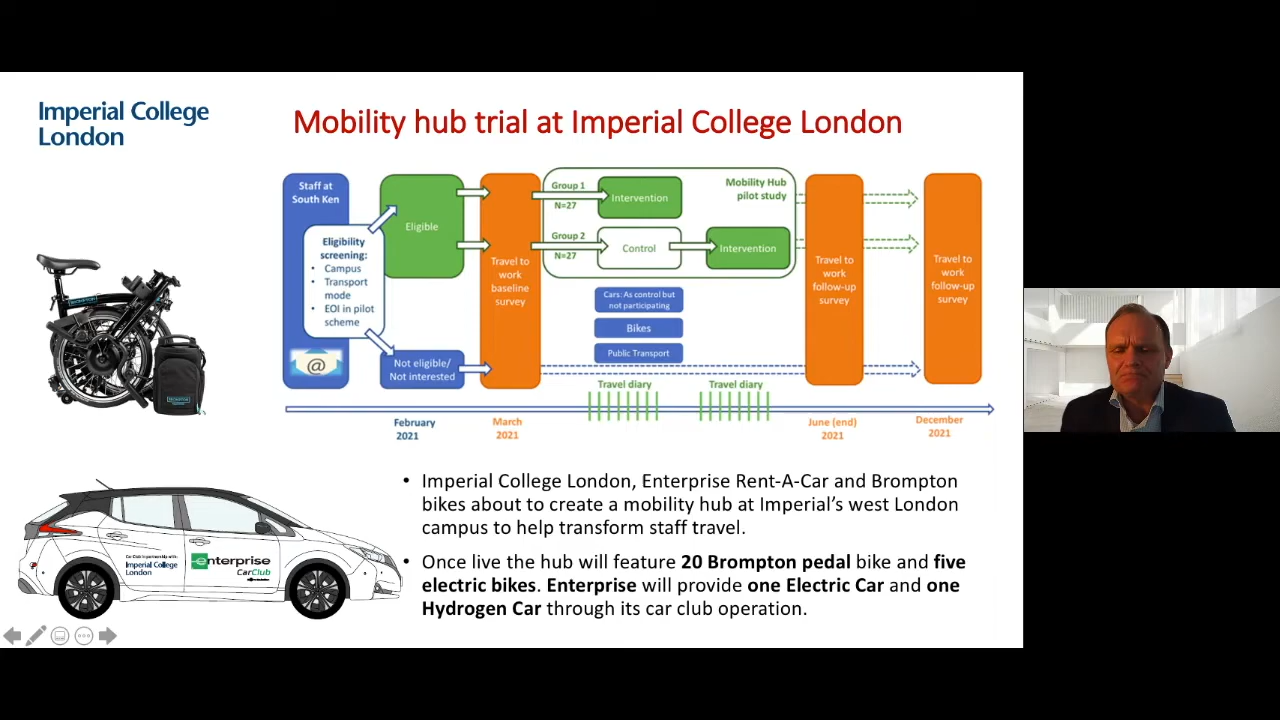 Imperial College
London
Mobility hub trial at Imperial College London
Staff at
South Ken
Eligibility
screening:
• Campus
• Transport
mode
• EOI in pilot
scheme
@
Eligible
Not eligible/
Not interested
Travel to
work
baseline
survey
Group 1
N=27
Intervention
Mobility Hub
pilot study
Group 2
N=27
Control
Intervention
Cars: As control but
not participating
Bikes
Public Transport
Travel to
work
follow-up
survey
Travel to
work
follow-up
survey
Travel diary
Travel diary
February
2021
March
2021
June (end)
2021
December
2021
BROMPTON
BROMPTON
• Imperial College London, Enterprise Rent-A-Car and Brompton
bikes about to create a mobility hub at Imperial's west London
campus to help transform staff travel.
• Once live the hub will feature 20 Brompton pedal bike and five
electric bikes. Enterprise will provide one Electric Car and one
Hydrogen Car through its car club operation.
Car Club in partnership with:
Imperial College
London
enterprise
CarClub